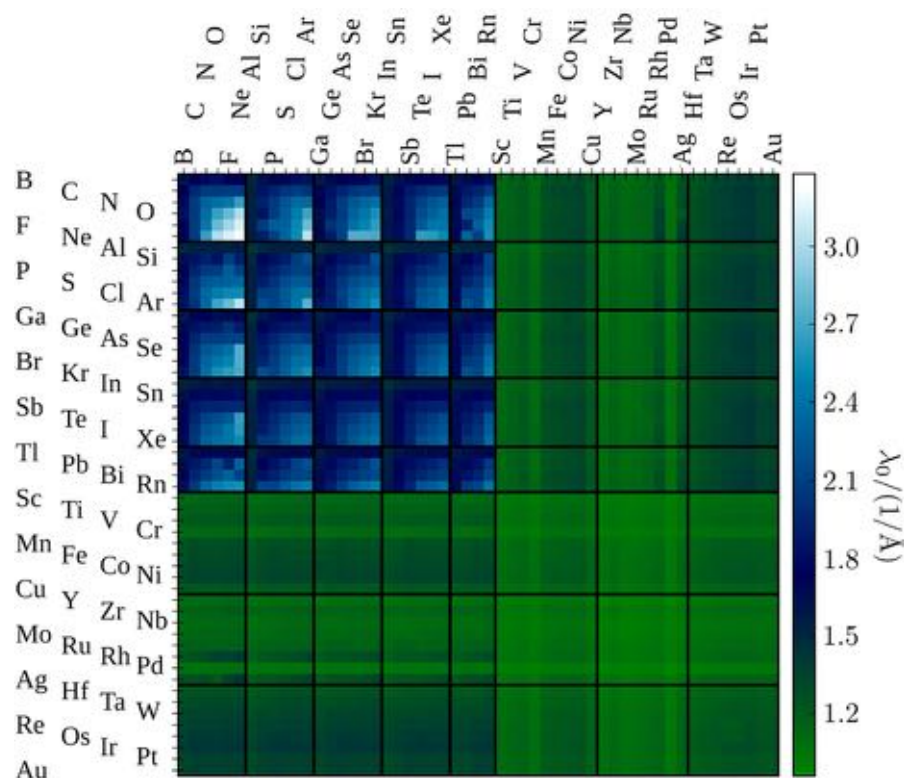 O Si Ar Se Sn Xe Rn Cr Ni Nb Pd W Pt
N Al Cl As In I Bi V Co Zr Rh Ta Ir
C Ne S Ge Kr Te Pb Ti Fe Y Ru Hf Os
B F P Ga Br Sb Tl Sc Mn Cu Mo Ag Re Au
B C N O
F Ne Al Si
P S Cl Ar
Ga Ge As Se
Br Kr In Sn
Sb Te I Xe
Tl Pb Bi Rn
Sc Ti V Cr
Mn Fe Co Ni
Cu Y Zr Nb
Mo Ru Rh Pd
Ag Hf Ta W
Re Os Ir Pt
Au
3.0
2.7
2.4
2.1
1.8
1.5
1.2
λ₀/(1/Å)